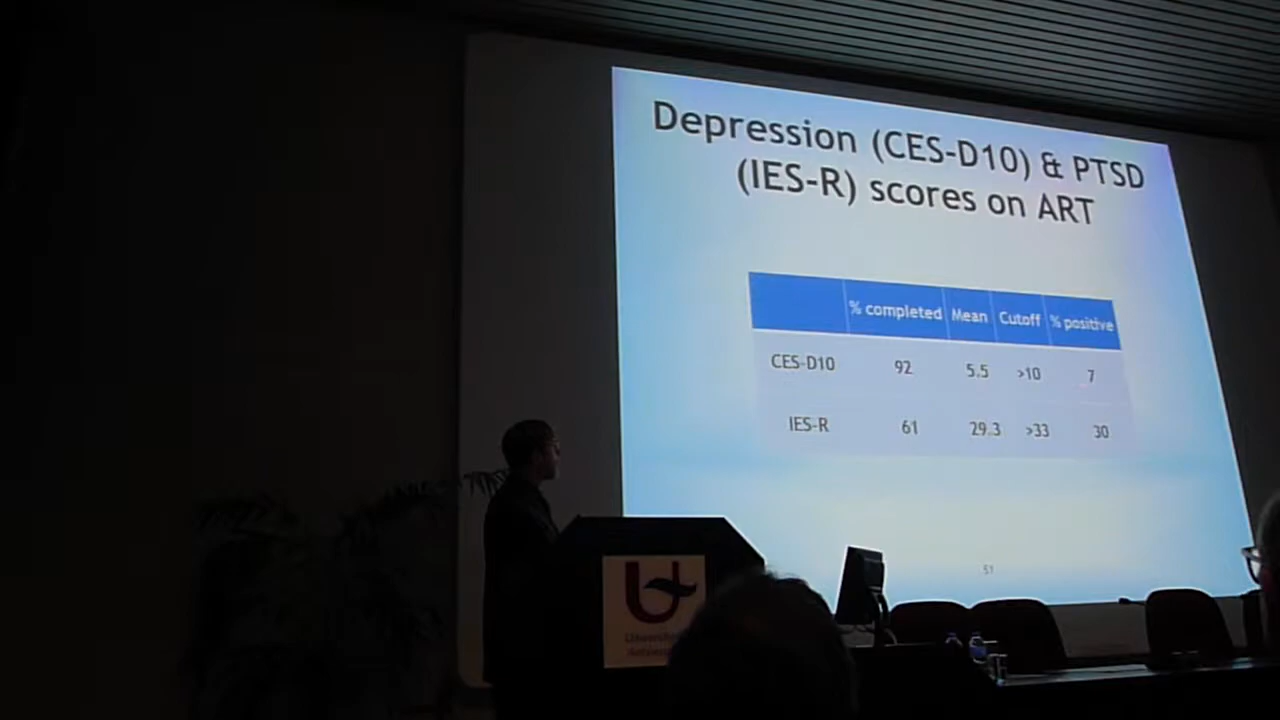 Depression (CES-D10) & PTSD
(IES-R) scores on ART
% completed Mean Cutoff % positive
CES-D10 92 5.5 >10 7
IES-R 61 29.3 >33 30
51
U